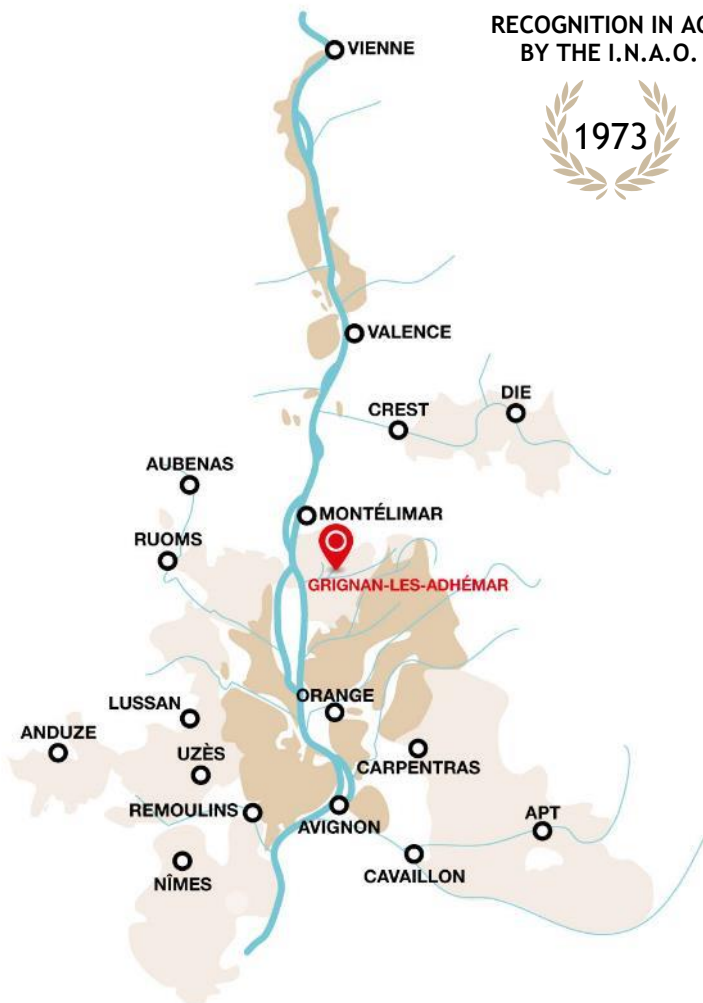 RECOGNITION IN AO
BY THE I.N.A.O.
1973
VIENNE
VALENCE
DIE
CREST
AUBENAS
MONTÉLIMAR
RUOMS
GRIGNAN-LES-ADHÉMAR
ORANGE
LUSSAN
ANDUZE
UZÈS
CARPENTRAS
REMOULINS
AVIGNON
APT
CAVAILLON
NÎMES